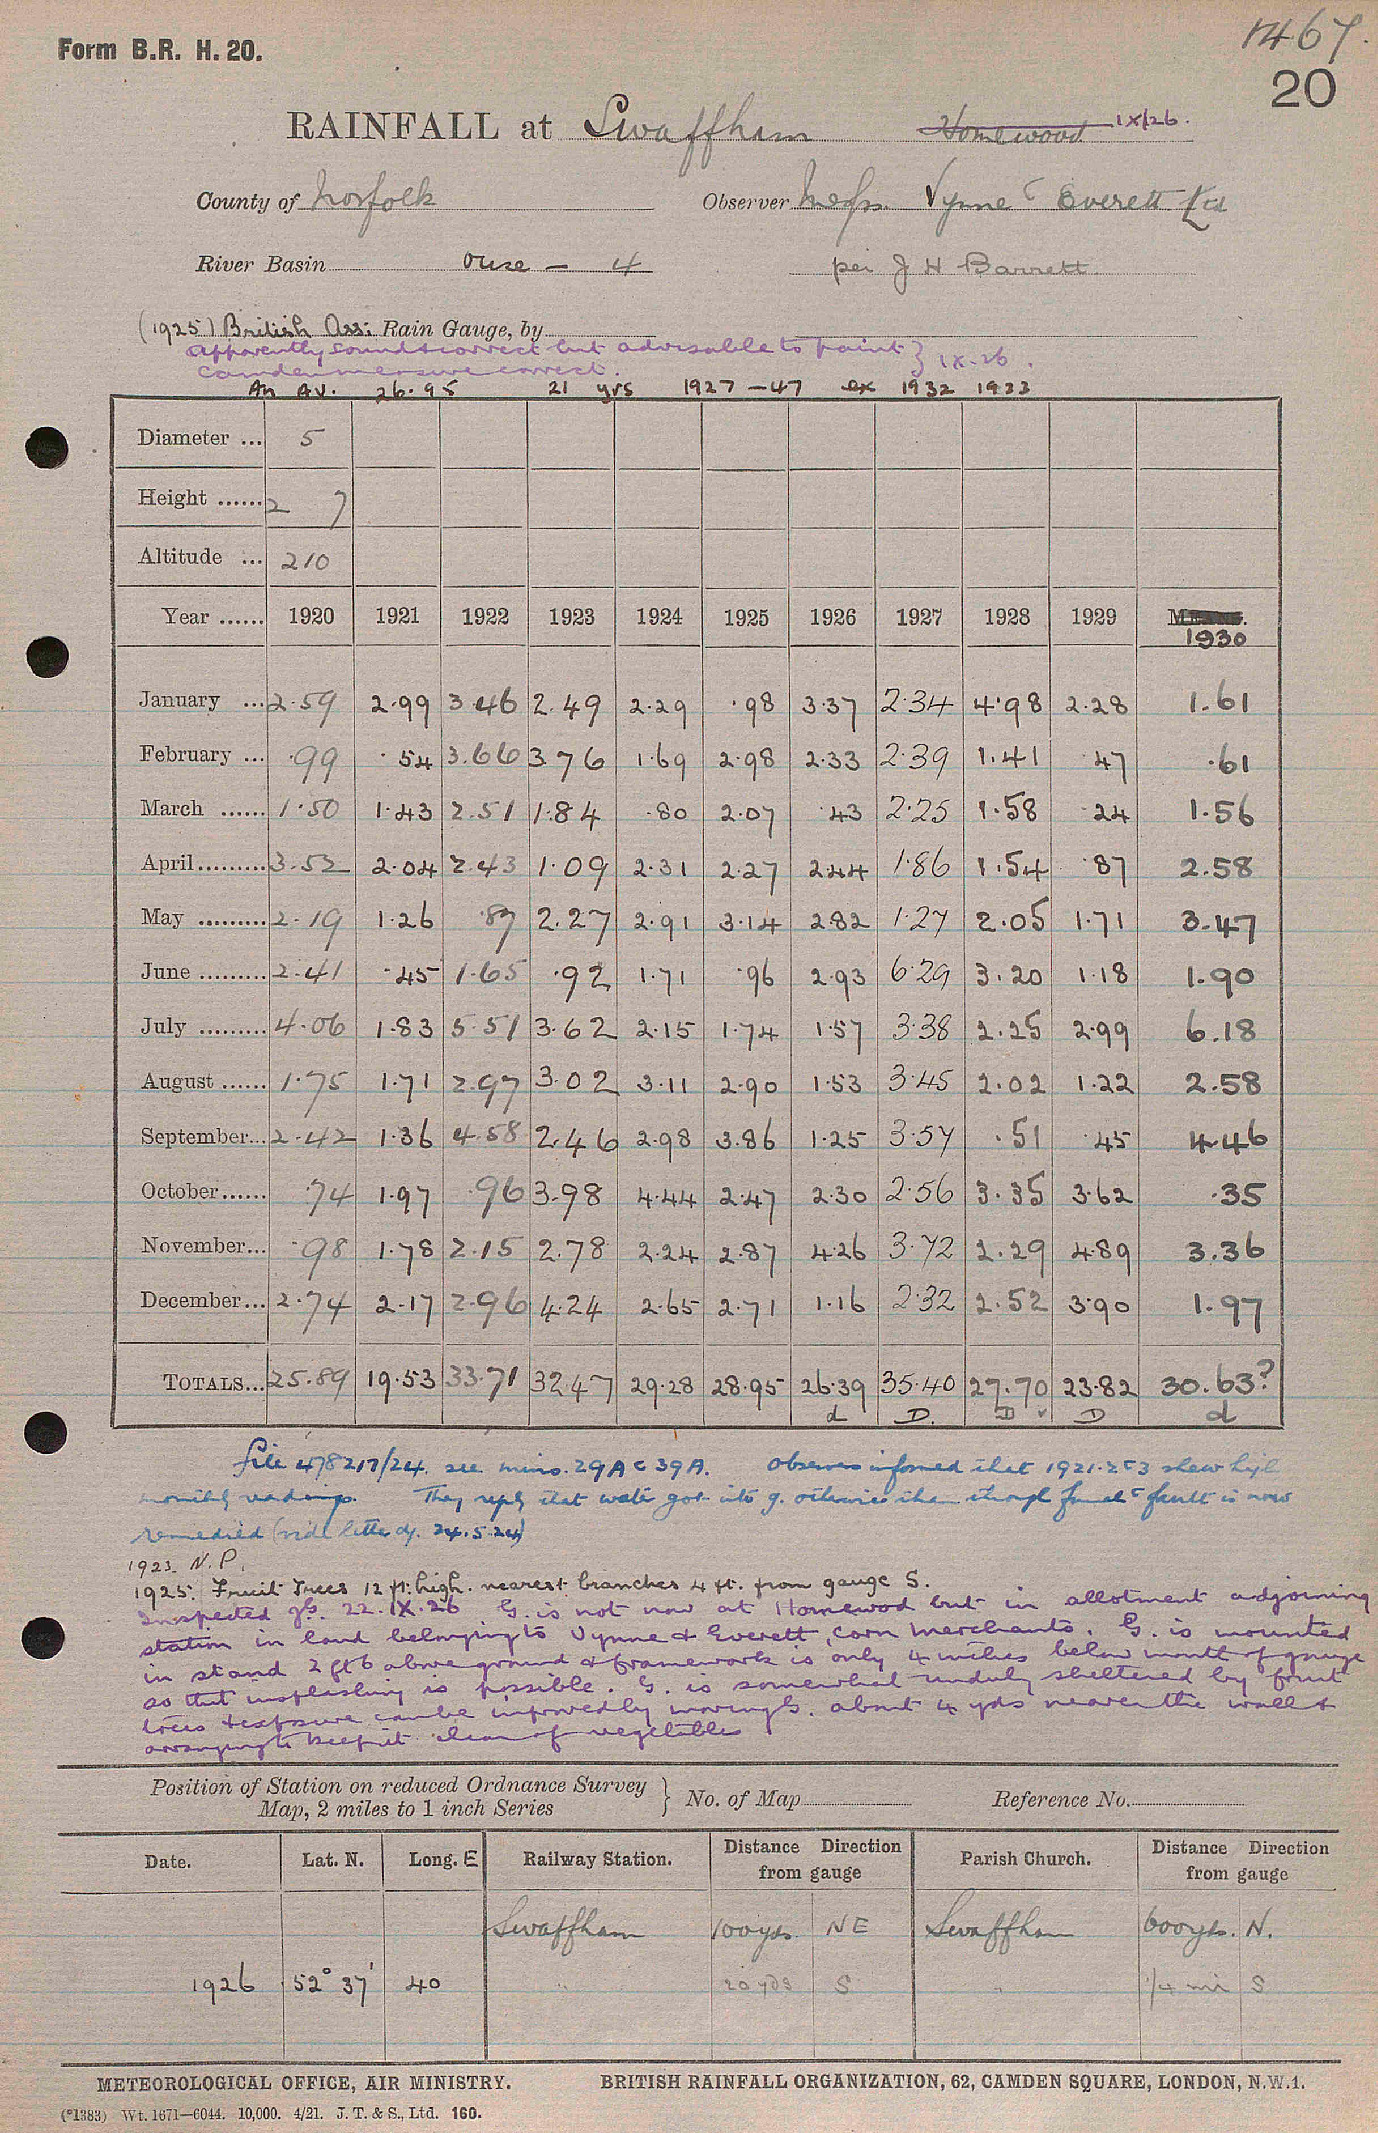 Form B.R. H. 20.
1467.
20
RAINFALL at Swaffham Homewood IX/26.
County of Norfolk Observer Messrs. Vynne & Everett Ltd
River Basin Ouse – 4 per J H Barrett
(1925) British Ass: Rain Gauge, by
Apparently sound & correct but advisable to paint } IX.26.
Camden measure correct.
An Av. 26.95 21 yrs 1927–47 ex 1932 1933
Diameter ... 5
Height ...... 2 7
Altitude ... 210
Year ...... 1920 1921 1922 1923 1924 1925 1926 1927 1928 1929 1930
January ... 2.59 2.99 3.46 2.49 2.29 .98 3.37 2.34 4.98 2.28 1.61
February ... .99 .54 3.66 3.76 1.69 2.98 2.33 2.39 1.41 .47 .61
March ...... 1.50 1.43 2.51 1.84 .80 2.07 .43 2.25 1.58 .24 1.56
April ......... 3.52 2.04 2.43 1.09 2.31 2.27 2.44 1.86 1.54 .87 2.58
May ......... 2.19 1.26 .87 2.27 2.91 3.14 2.82 1.27 2.05 1.71 3.47
June ......... 2.41 .45 1.65 .92 1.71 .96 2.93 6.29 3.20 1.18 1.90
July ......... 4.06 1.83 5.51 3.62 2.15 1.74 1.57 3.38 2.25 2.99 6.18
August ...... 1.75 1.71 2.97 3.02 3.11 2.90 1.53 3.45 2.02 1.22 2.58
September... 2.42 1.36 4.58 2.46 2.98 3.86 1.25 3.57 .51 .45 4.46
October...... .74 1.97 .96 3.98 4.44 2.47 2.30 2.56 3.35 3.62 .35
November... .98 1.78 2.15 2.78 2.24 2.87 4.26 3.72 2.29 4.89 3.36
December... 2.74 2.17 2.96 4.24 2.65 2.71 1.16 2.32 2.52 3.90 1.97
TOTALS... 25.89 19.53 33.71 32.47 29.28 28.95 26.39 35.40 27.70 23.82 30.63?
d D. D v D d
File 478217/24 see mins. 29A & 39A. Observers informed that 1921.2 & 3 shew high
monthly readings. They reply that water got into g. otherwise than through funnel & fault is now
remedied (vide letter of 24.5.24)
1923. N.P.
1925: Fruit Trees 12 ft. high. nearest branches 4 ft. from gauge S.
Inspected 22.IX.26 G. is not now at Homewood but in allotment adjoining
station in land belonging to Vynne & Everett, corn merchants. G. is mounted
in stand 2 ft 6 above ground & framework is only 4 inches below mouth of gauge
so that insplashing is possible. G. is somewhat unduly sheltered by fruit
trees & exposure can be improved by moving G. about 4 yds nearer the wall &
arranging to keep it clear of vegetables
Position of Station on reduced Ordnance Survey } No. of Map Reference No.
Map, 2 miles to 1 inch Series
Date. Lat. N. Long. E Railway Station. Distance Direction from gauge Parish Church. Distance Direction from gauge
Swaffham 100 yds. NE Swaffham 600 yds. N.
1926 52° 37' 40 " 20 yds S " 1/4 mi S
METEOROLOGICAL OFFICE, AIR MINISTRY. BRITISH RAINFALL ORGANIZATION, 62, CAMDEN SQUARE, LONDON, N.W.1.
(*1383) Wt. 1671—6044. 10,000. 4/21. J. T. & S., Ltd. 160.